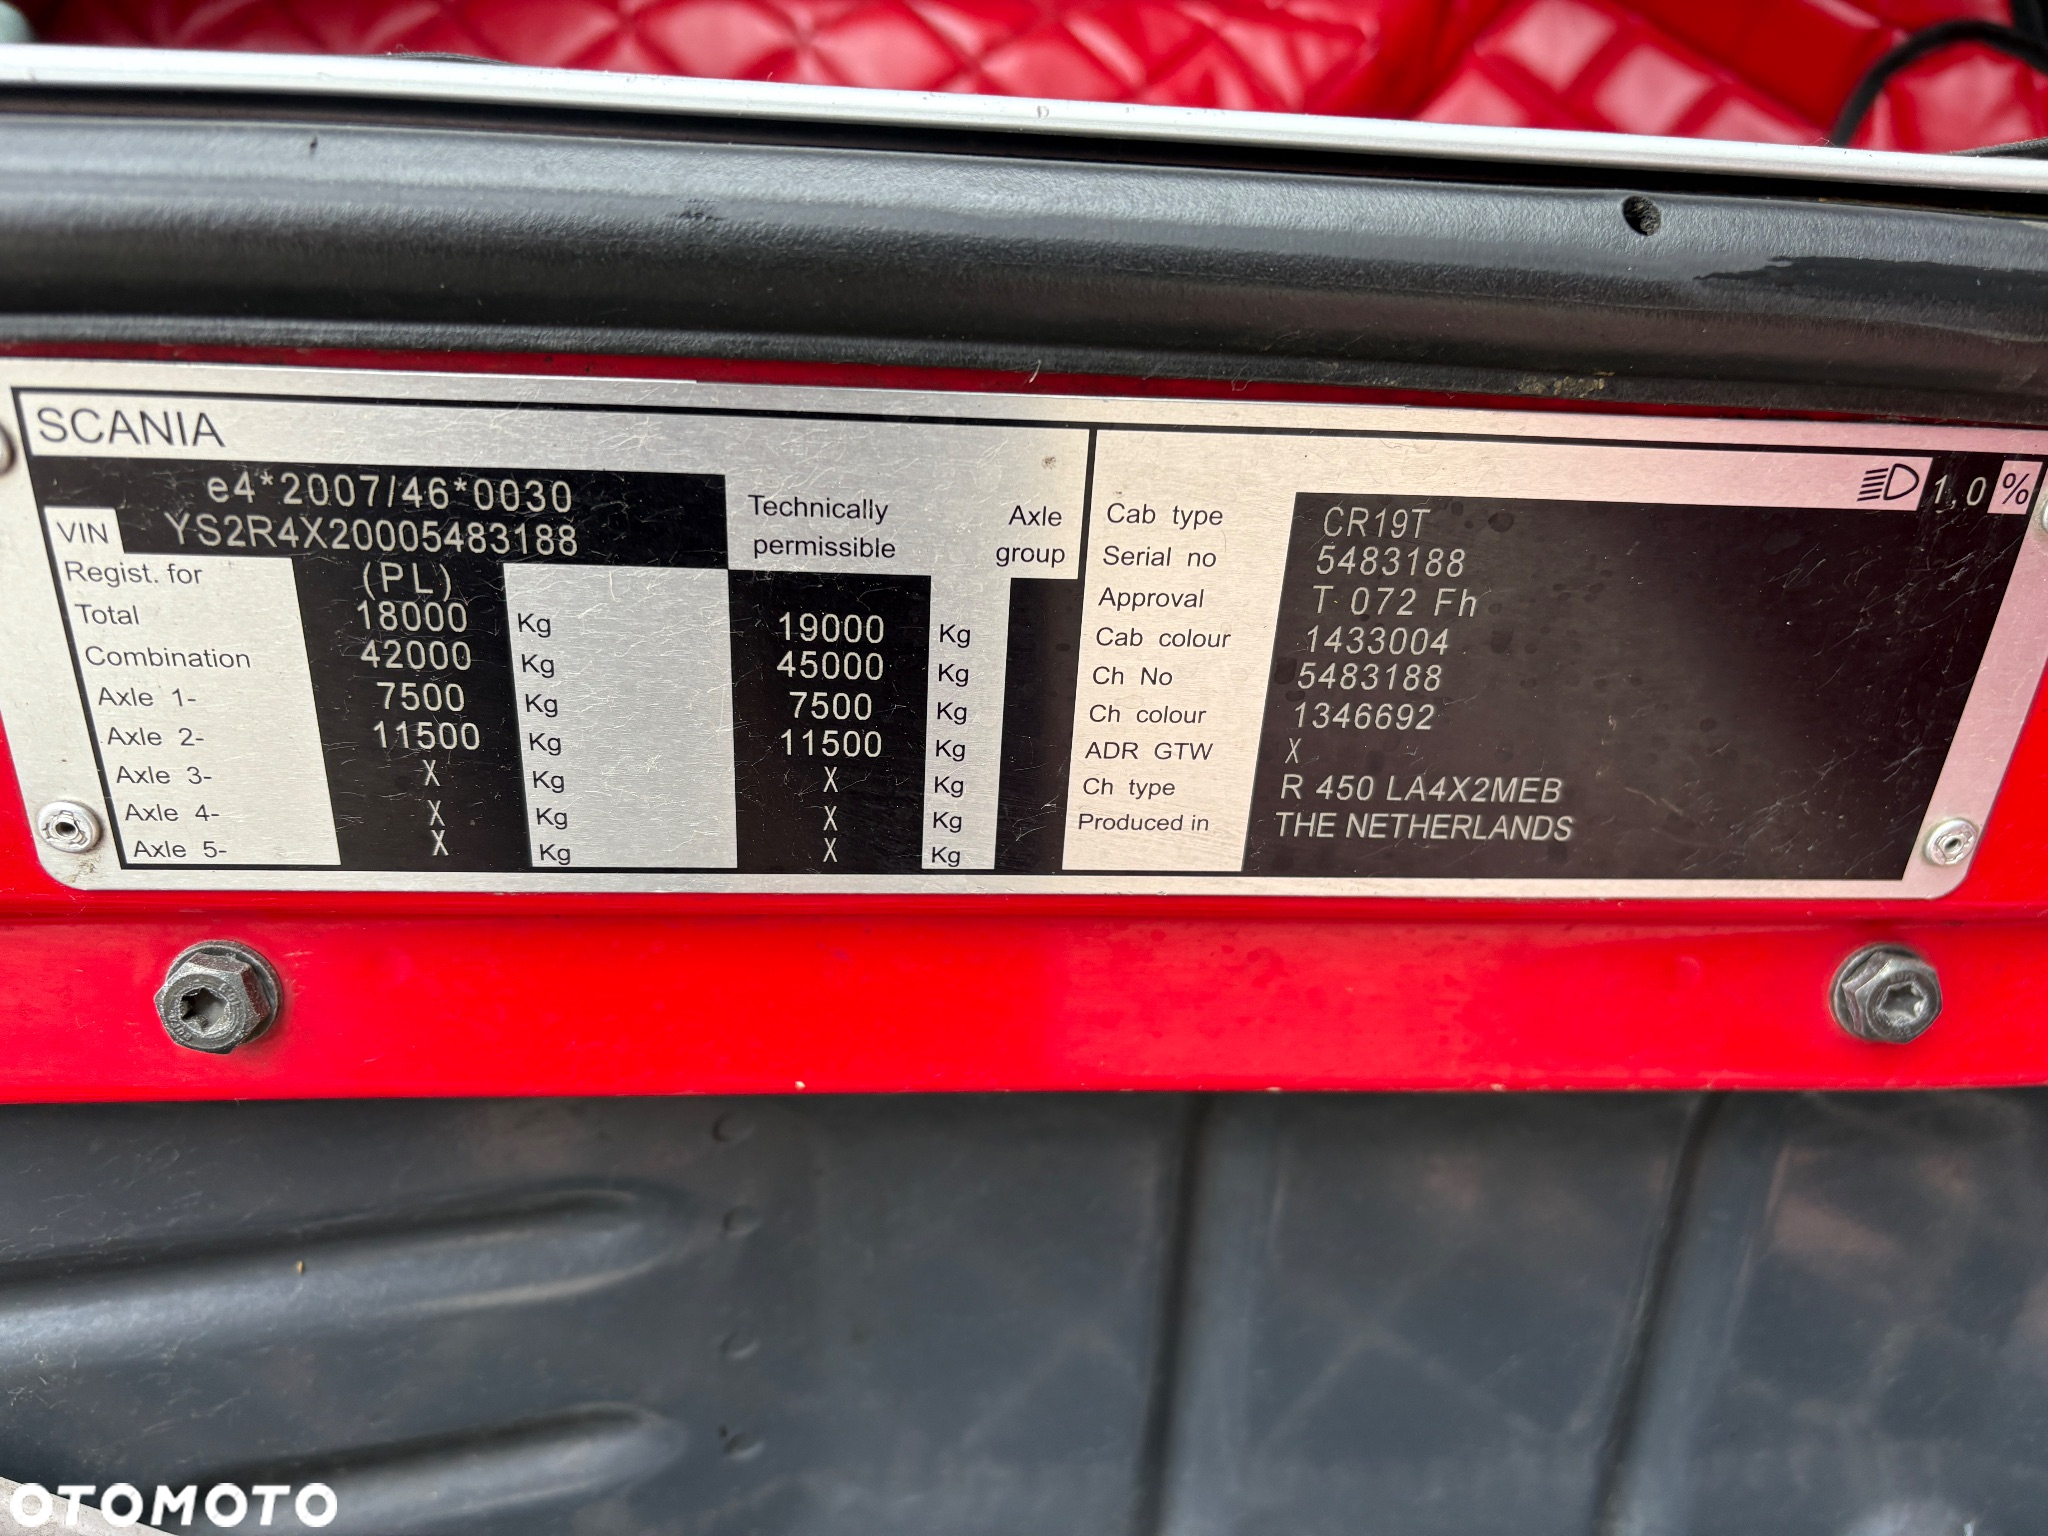 SCANIA
e4*2007/46*0030
VIN YS2R4X20005483188
Technically permissible Axle group
Regist. for (PL)
Total 18000 Kg 19000 Kg
Combination 42000 Kg 45000 Kg
Axle 1- 7500 Kg 7500 Kg
Axle 2- 11500 Kg 11500 Kg
Axle 3- X Kg X Kg
Axle 4- X Kg X Kg
Axle 5- X Kg X Kg
1,0 %
Cab type CR19T
Serial no 5483188
Approval T 072 Fh
Cab colour 1433004
Ch No 5483188
Ch colour 1346692
ADR GTW X
Ch type R 450 LA4X2MEB
Produced in THE NETHERLANDS
OTOMOTO